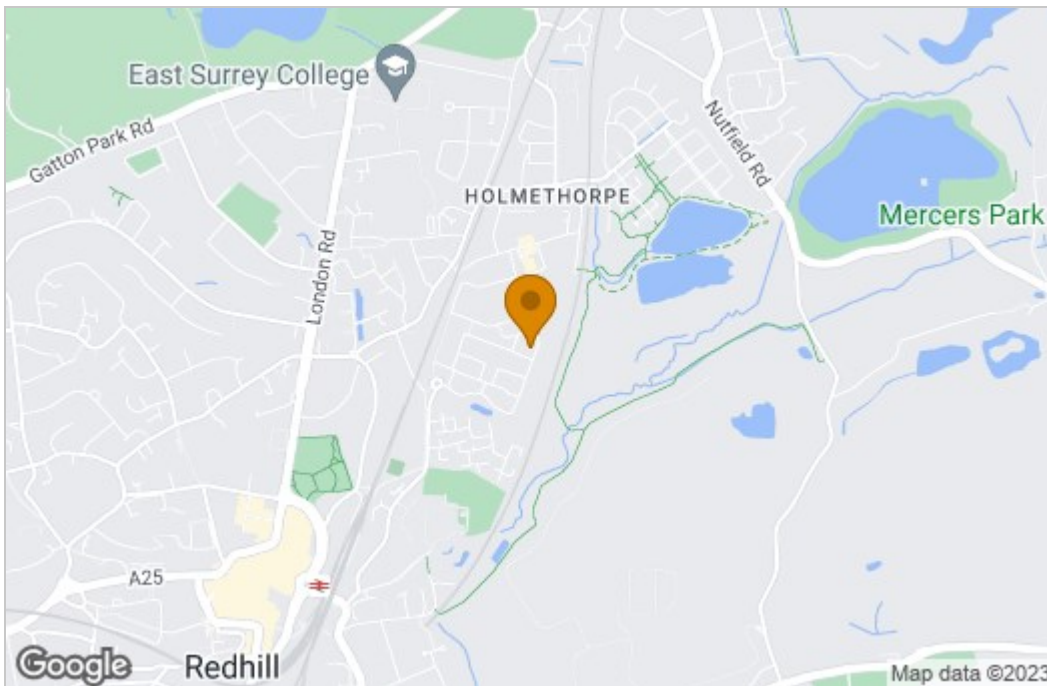 East Surrey College
Gatton Park Rd
Nutfield Rd
HOLMETHORPE
Mercers Park
London Rd
A25
Redhill
Google
Map data ©2023